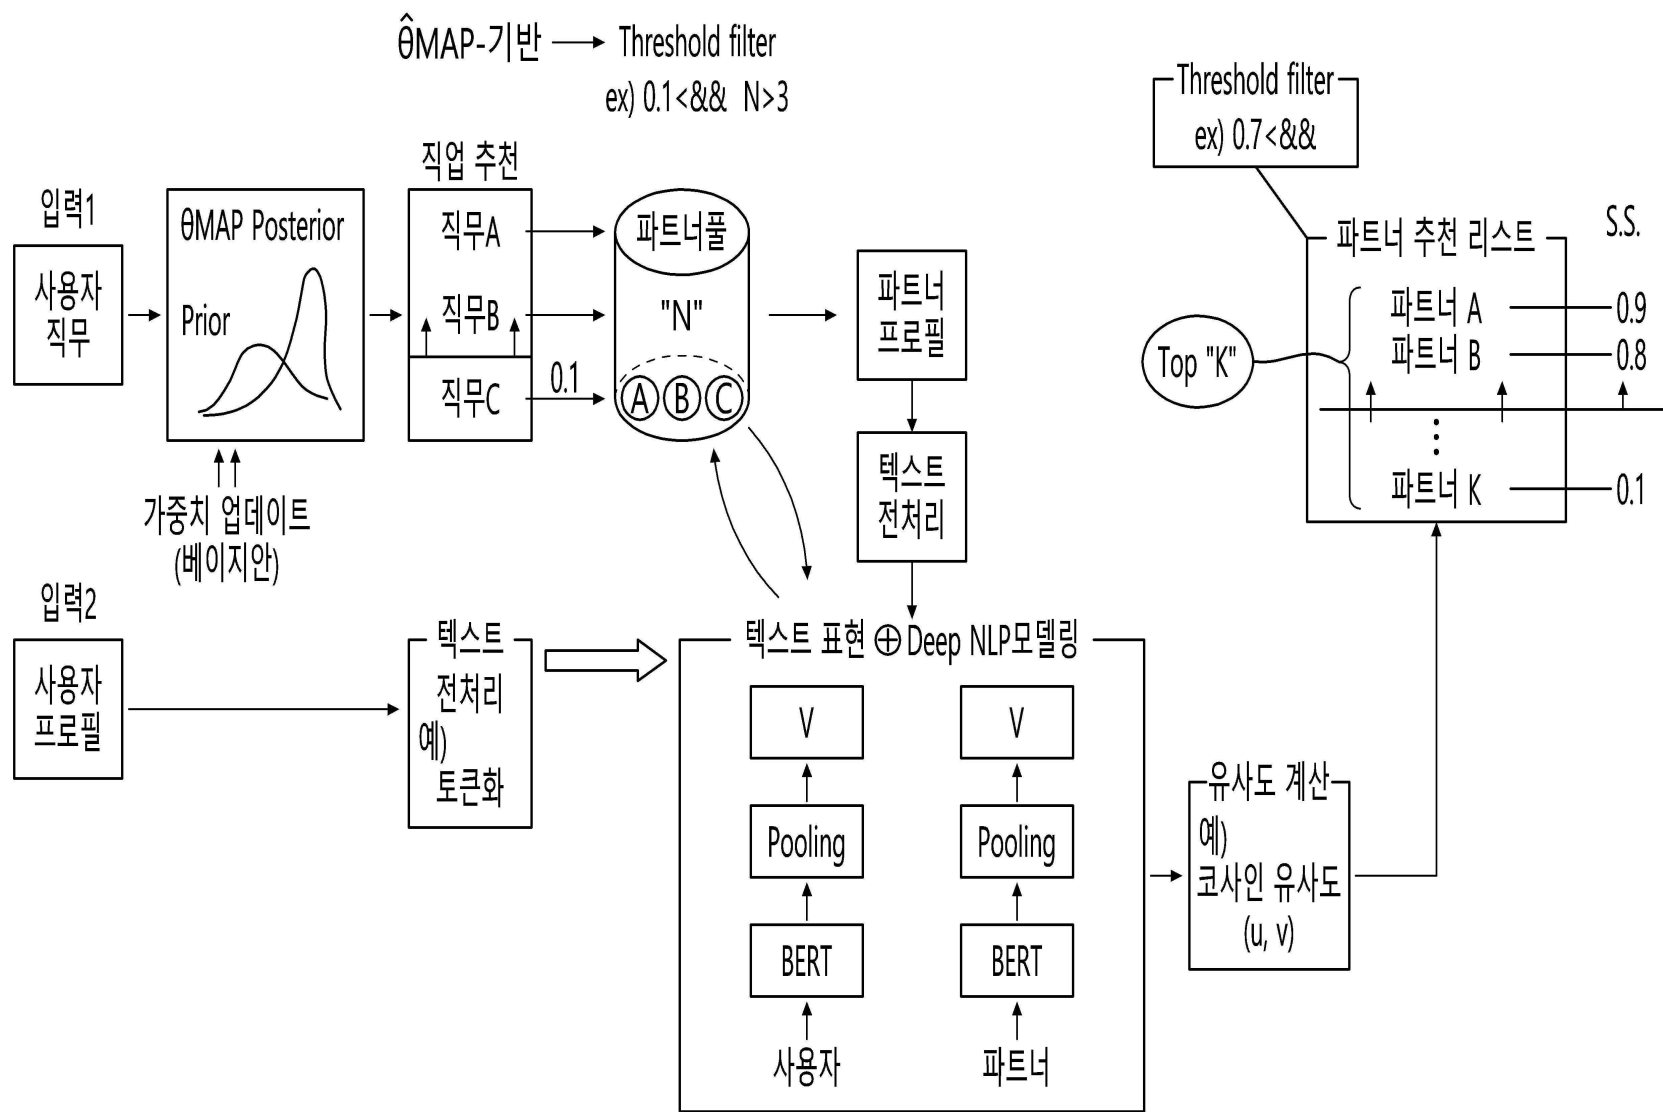 θ̂MAP-기반
Threshold filter
ex) 0.1<&& N>3
Threshold filter
ex) 0.7<&&
입력1
사용자
직무
θMAP Posterior
Prior
가중치 업데이트
(베이지안)
직업 추천
직무A
직무B
직무C
0.1
파트너풀
"N"
A B C
파트너
프로필
텍스트
전처리
Top "K"
파트너 추천 리스트
S.S.
파트너 A
0.9
파트너 B
0.8
⋮
파트너 K
0.1
입력2
사용자
프로필
텍스트
전처리
예)
토큰화
텍스트 표현 ⊕ Deep NLP모델링
V
Pooling
BERT
사용자
V
Pooling
BERT
파트너
유사도 계산
예)
코사인 유사도
(u, v)